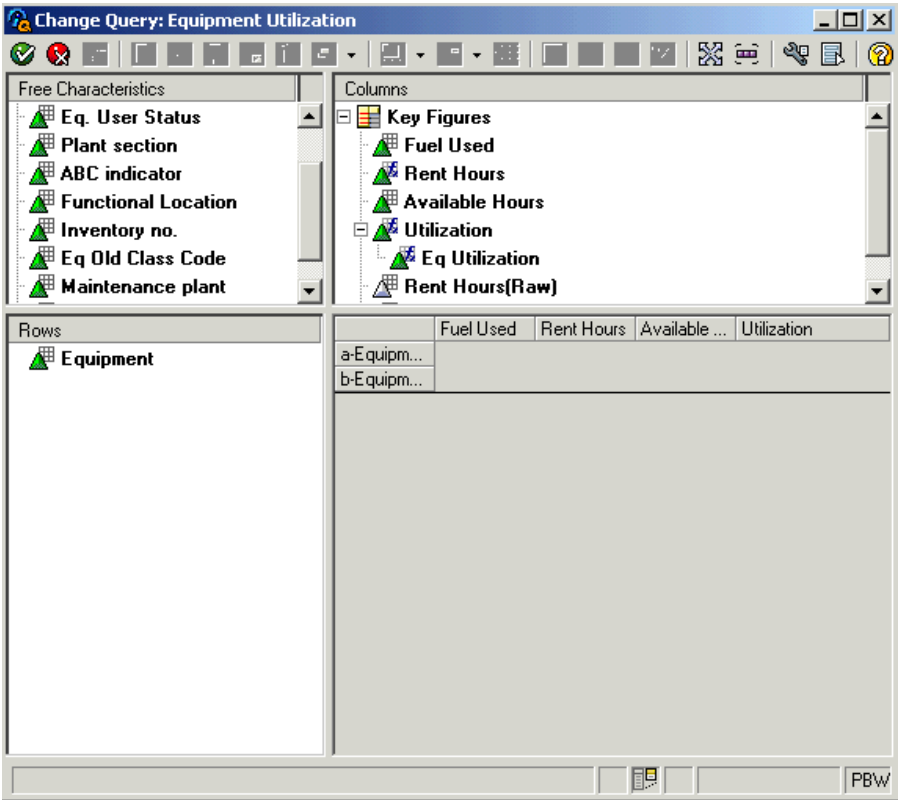 Change Query: Equipment Utilization
Free Characteristics
Eq. User Status
Plant section
ABC indicator
Functional Location
Inventory no.
Eq Old Class Code
Maintenance plant
Columns
Key Figures
Fuel Used
Rent Hours
Available Hours
Utilization
Eq Utilization
Rent Hours(Raw)
Rows
Equipment
Fuel Used Rent Hours Available ... Utilization
a-Equipm...
b-Equipm...
PBW